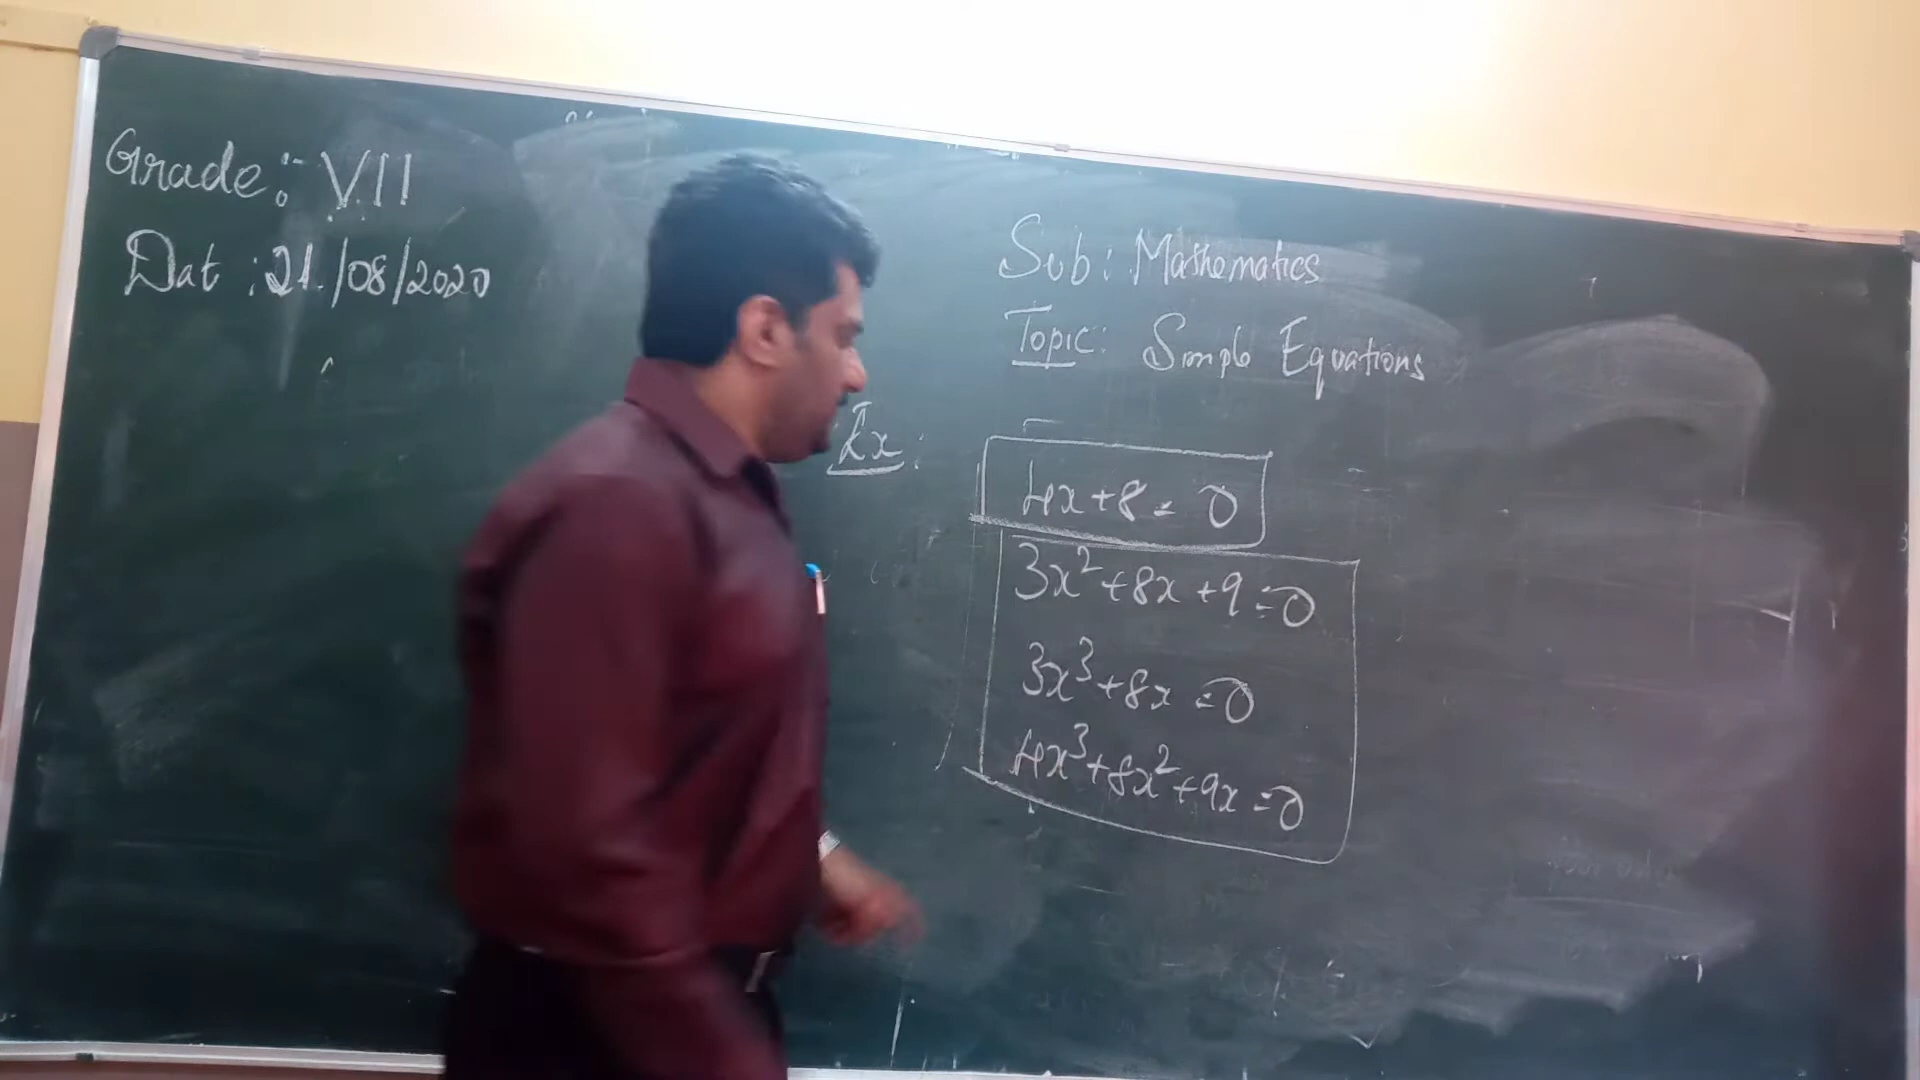 Grade: VII
Dat : 21/08/2020
Sub: Mathematics
Topic: Simple Equations
Ex:
4x+8=0
3x²+8x+9=0
3x³+8x=0
4x³+8x²+9x=0